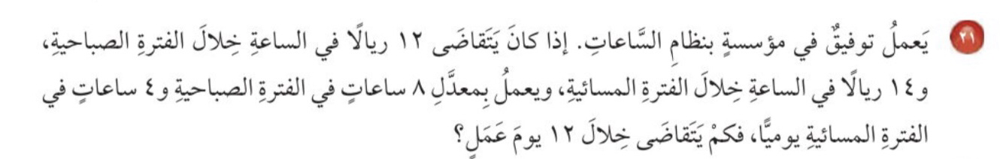 ٢١ يَعملُ توفيقٌ في مؤسسةٍ بنظامِ السَّاعاتِ. إذا كانَ يَتَقاضَى ١٢ ريالًا في الساعةِ خِلالَ الفترةِ الصباحيةِ،
و١٤ ريالًا في الساعةِ خِلالَ الفترةِ المسائيةِ، ويعملُ بِمعدَّلِ ٨ ساعاتٍ في الفترةِ الصباحيةِ و٤ ساعاتٍ في
الفترةِ المسائيةِ يوميًّا، فكمْ يَتَقاضَى خِلالَ ١٢ يومَ عَمَلٍ؟